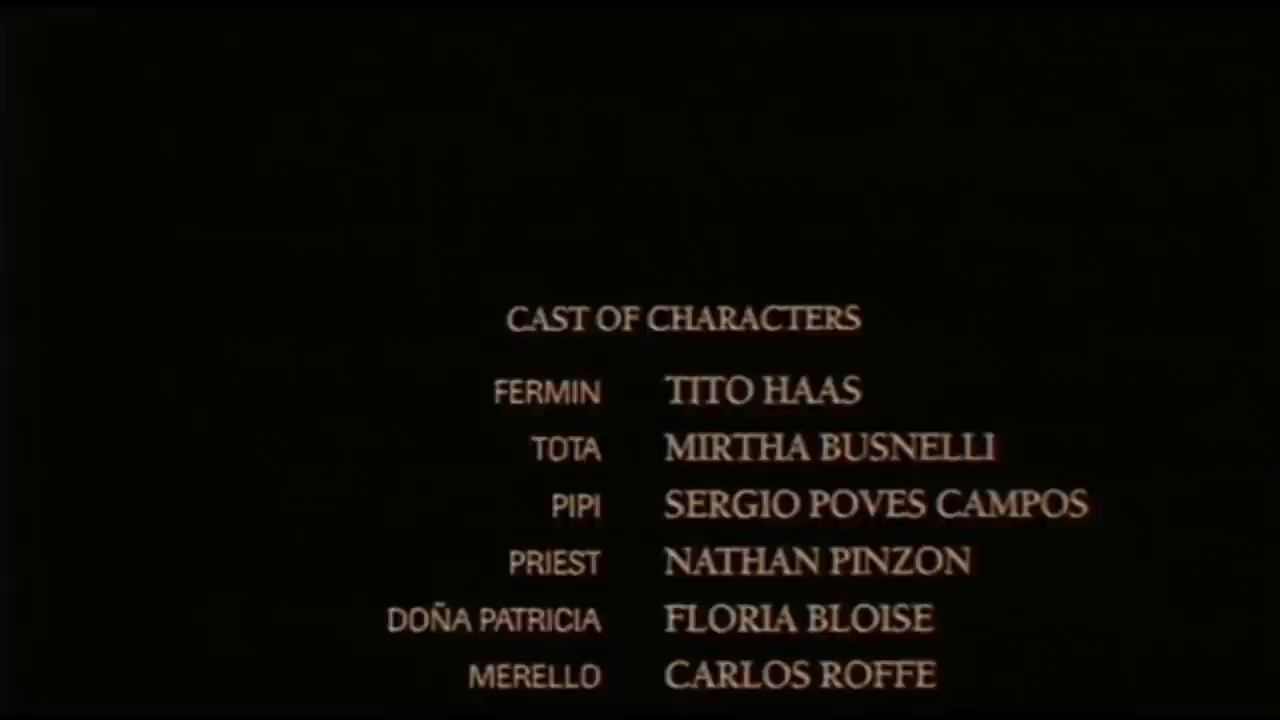 CAST OF CHARACTERS
FERMIN TITO HAAS
TOTA MIRTHA BUSNELLI
PIPI SERGIO POVES CAMPOS
PRIEST NATHAN PINZON
DOÑA PATRICIA FLORIA BLOISE
MERELLO CARLOS ROFFE